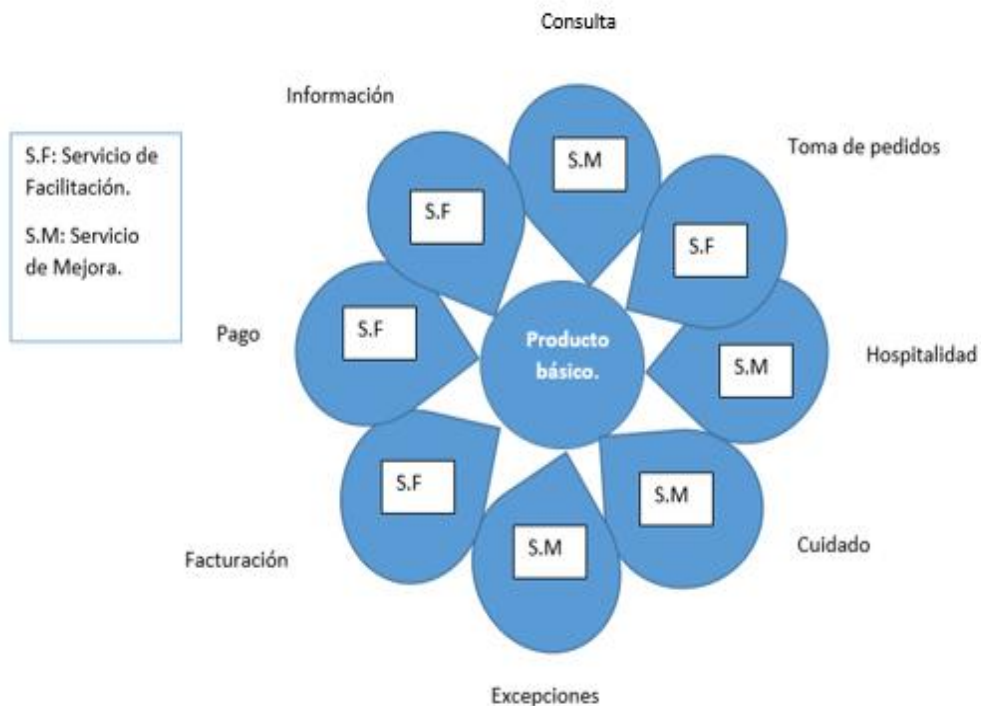 Consulta
Información
Toma de pedidos
S.F: Servicio de
Facilitación.
S.M: Servicio
de Mejora.
S.M
S.F
S.F
Pago
S.F
Producto
básico.
S.M
Hospitalidad
S.F
S.M
Facturación
S.M
Cuidado
Excepciones